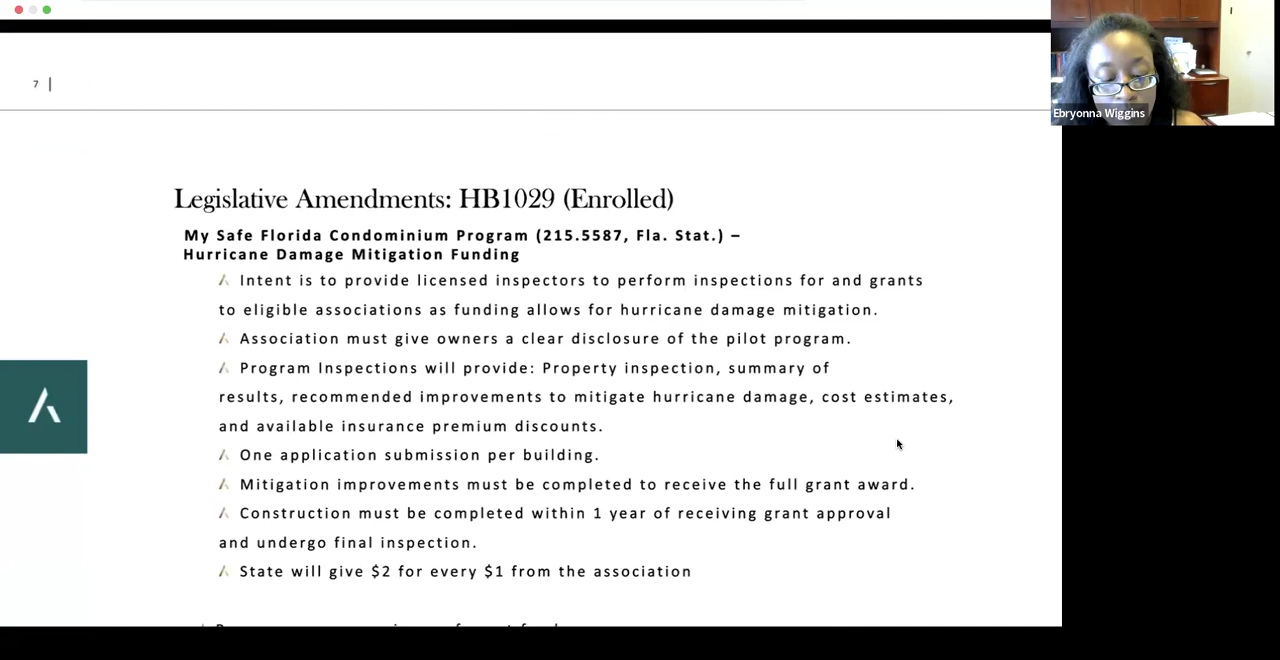 7 |
Ebryonna Wiggins
Legislative Amendments: HB1029 (Enrolled)
My Safe Florida Condominium Program (215.5587, Fla. Stat.) –
Hurricane Damage Mitigation Funding
Intent is to provide licensed inspectors to perform inspections for and grants
to eligible associations as funding allows for hurricane damage mitigation.
Association must give owners a clear disclosure of the pilot program.
Program Inspections will provide: Property inspection, summary of
results, recommended improvements to mitigate hurricane damage, cost estimates,
and available insurance premium discounts.
One application submission per building.
Mitigation improvements must be completed to receive the full grant award.
Construction must be completed within 1 year of receiving grant approval
and undergo final inspection.
State will give $2 for every $1 from the association